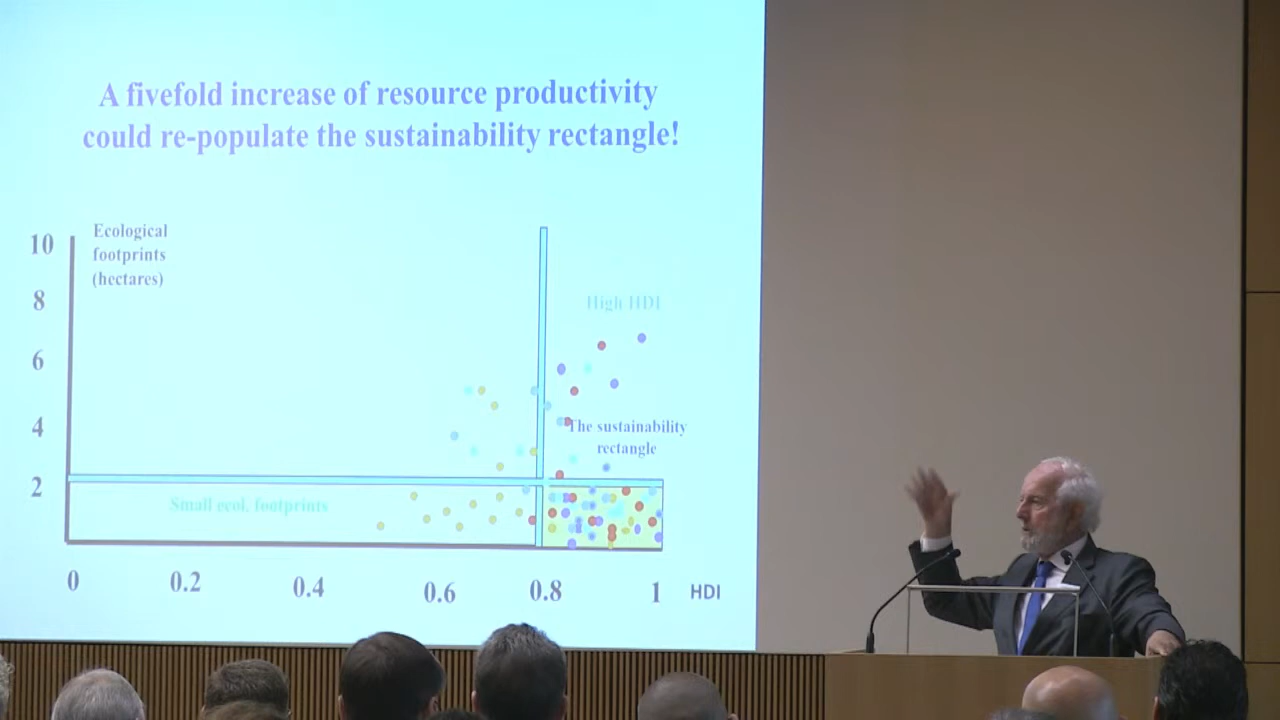 A fivefold increase of resource productivity
could re-populate the sustainability rectangle!
Ecological
footprints
(hectares)
10
8
6
4
2
High HDI
The sustainability
rectangle
Small ecol. footprints
0
0.2
0.4
0.6
0.8
1
HDI